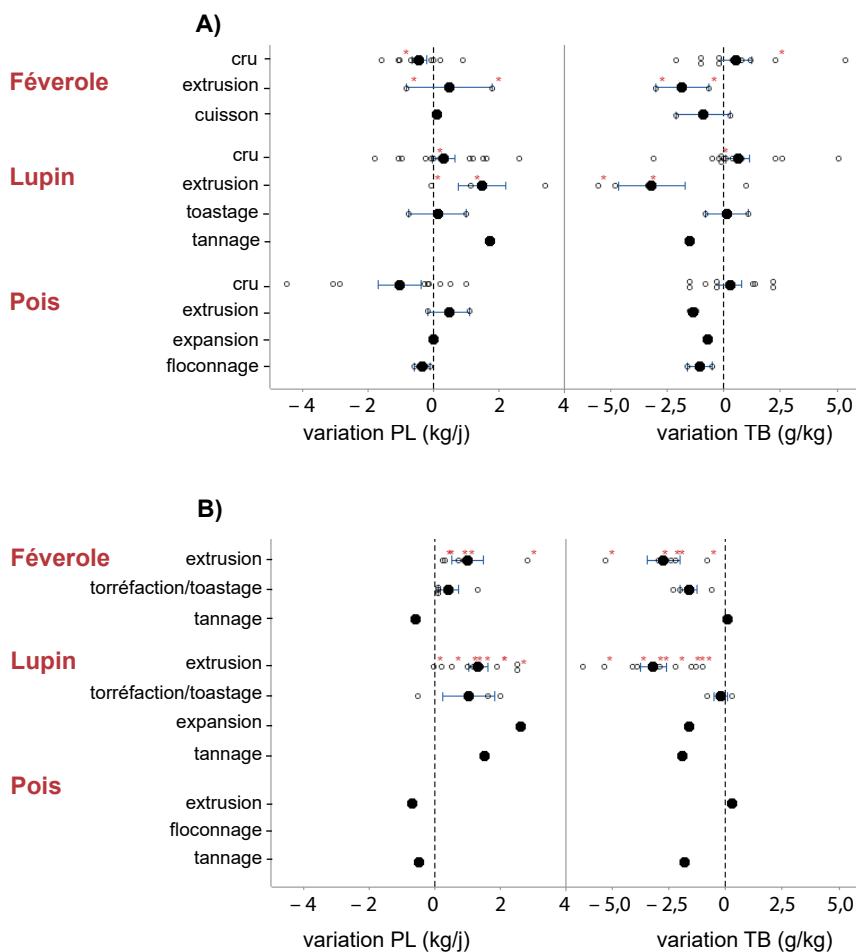 A)
Féverole
cru
extrusion
cuisson
Lupin
cru
extrusion
toastage
tannage
Pois
cru
extrusion
expansion
floconnage
– 4 – 2 0 2 4 – 5,0 – 2,5 0 2,5 5,0
variation PL (kg/j) variation TB (g/kg)
B)
Féverole
extrusion
torréfaction/toastage
tannage
Lupin
extrusion
torréfaction/toastage
expansion
tannage
Pois
extrusion
floconnage
tannage
– 4 – 2 0 2 4 – 5,0 – 2,5 0 2,5 5,0
variation PL (kg/j) variation TB (g/kg)